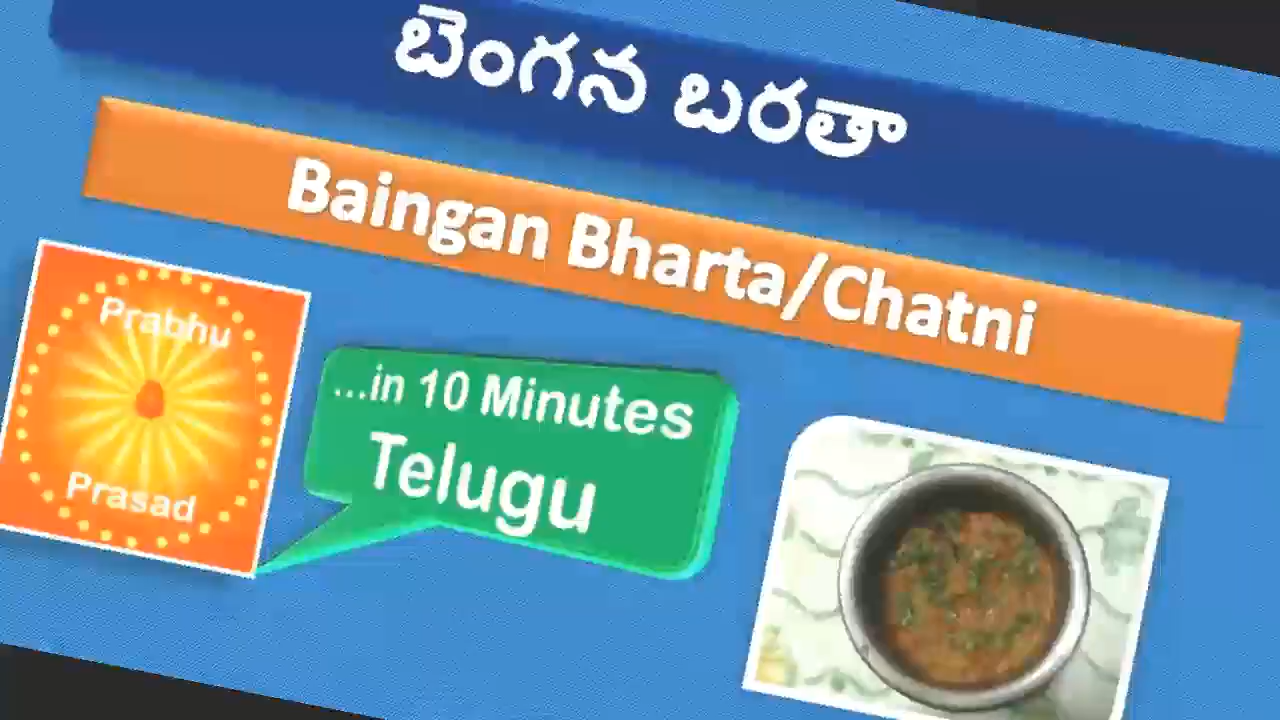 బెంగన బరతా
Baingan Bharta/Chatni
Prabhu
Prasad
...in 10 Minutes
Telugu